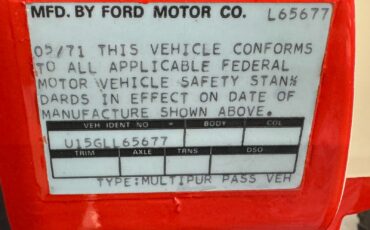 MFD. BY FORD MOTOR CO. L65677
05/71 THIS VEHICLE CONFORMS
TO ALL APPLICABLE FEDERAL
MOTOR VEHICLE SAFETY STAN½
DARDS IN EFFECT ON DATE OF
MANUFACTURE SHOWN ABOVE.
VEH IDENT NO BODY COL
U15GLL65677
TRIM AXLE TRNS DSO
TYPE:MULTIPUR PASS VEH